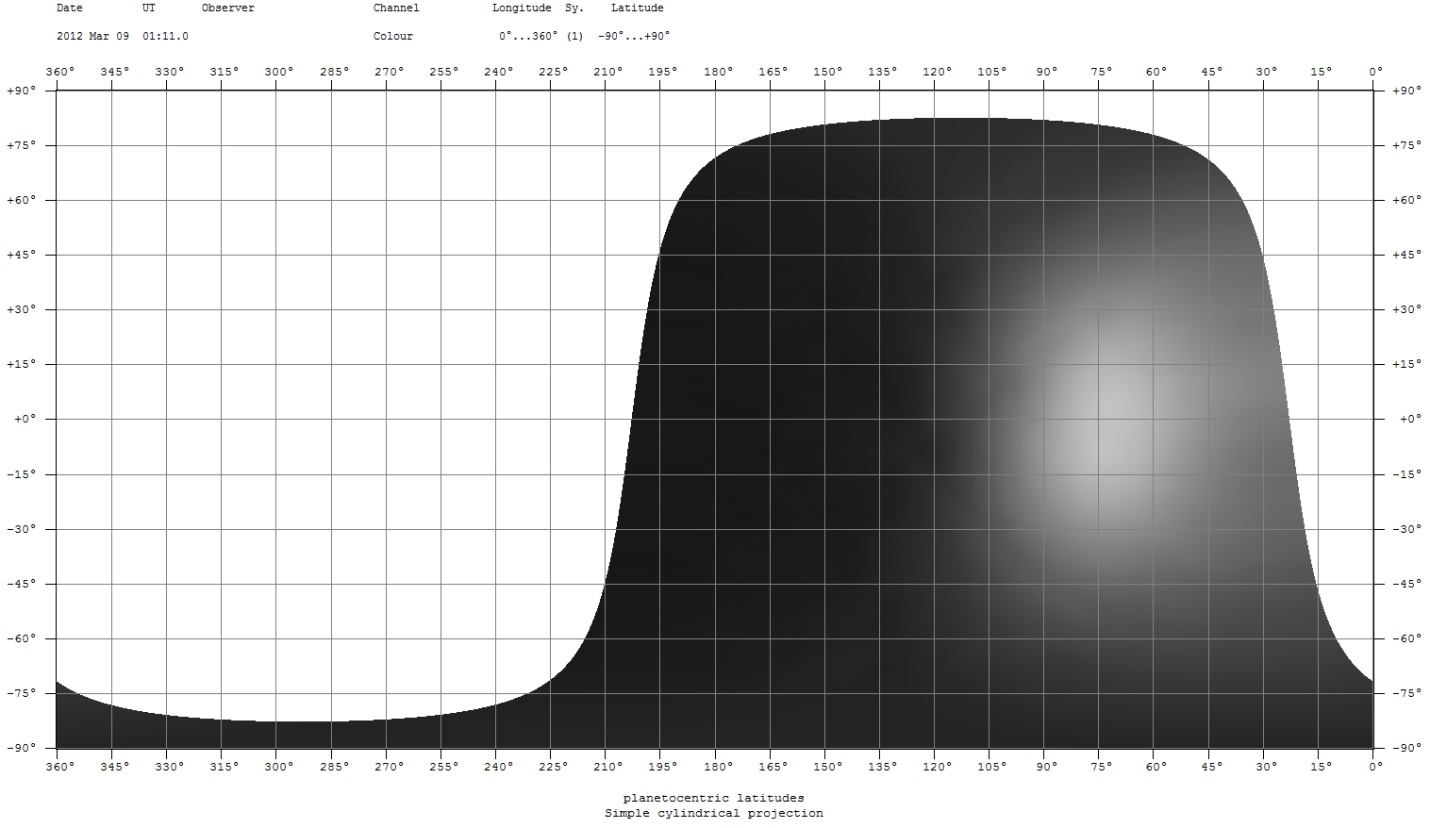 Date UT Observer Channel Longitude Sy. Latitude
2012 Mar 09 01:11.0 Colour 0°...360° (1) -90°...+90°
360° 345° 330° 315° 300° 285° 270° 255° 240° 225° 210° 195° 180° 165° 150° 135° 120° 105° 90° 75° 60° 45° 30° 15° 0°
+90° +90°
+75° +75°
+60° +60°
+45° +45°
+30° +30°
+15° +15°
+0° +0°
-15° -15°
-30° -30°
-45° -45°
-60° -60°
-75° -75°
-90° -90°
360° 345° 330° 315° 300° 285° 270° 255° 240° 225° 210° 195° 180° 165° 150° 135° 120° 105° 90° 75° 60° 45° 30° 15° 0°
planetocentric latitudes
Simple cylindrical projection